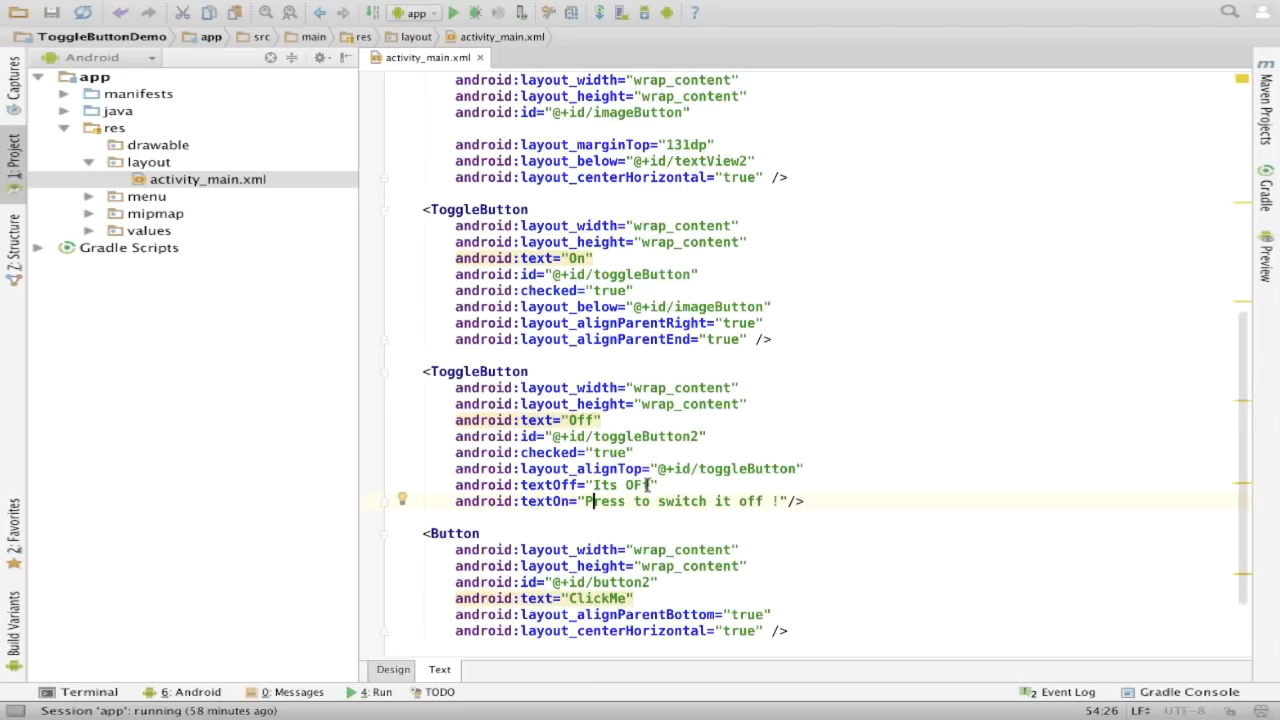 app
ToggleButtonDemo app src main res layout activity_main.xml
Android
activity_main.xml
Captures
1: Project
Z: Structure
2: Favorites
Build Variants
app
manifests
java
res
drawable
layout
activity_main.xml
menu
mipmap
values
Gradle Scripts
android:layout_width="wrap_content"
android:layout_height="wrap_content"
android:id="@+id/imageButton"
android:layout_marginTop="131dp"
android:layout_below="@+id/textView2"
android:layout_centerHorizontal="true" />
<ToggleButton
android:layout_width="wrap_content"
android:layout_height="wrap_content"
android:text="On"
android:id="@+id/toggleButton"
android:checked="true"
android:layout_below="@+id/imageButton"
android:layout_alignParentRight="true"
android:layout_alignParentEnd="true" />
<ToggleButton
android:layout_width="wrap_content"
android:layout_height="wrap_content"
android:text="Off"
android:id="@+id/toggleButton2"
android:checked="true"
android:layout_alignTop="@+id/toggleButton"
android:textOff="Its OFf"
android:textOn="Press to switch it off !"/>
<Button
android:layout_width="wrap_content"
android:layout_height="wrap_content"
android:id="@+id/button2"
android:text="ClickMe"
android:layout_alignParentBottom="true"
android:layout_centerHorizontal="true" />
Maven Projects
Gradle
Preview
Design Text
Terminal 6: Android 0: Messages 4: Run TODO 2 Event Log Gradle Console
Session 'app': running (58 minutes ago) 54:26 LF UTF-8